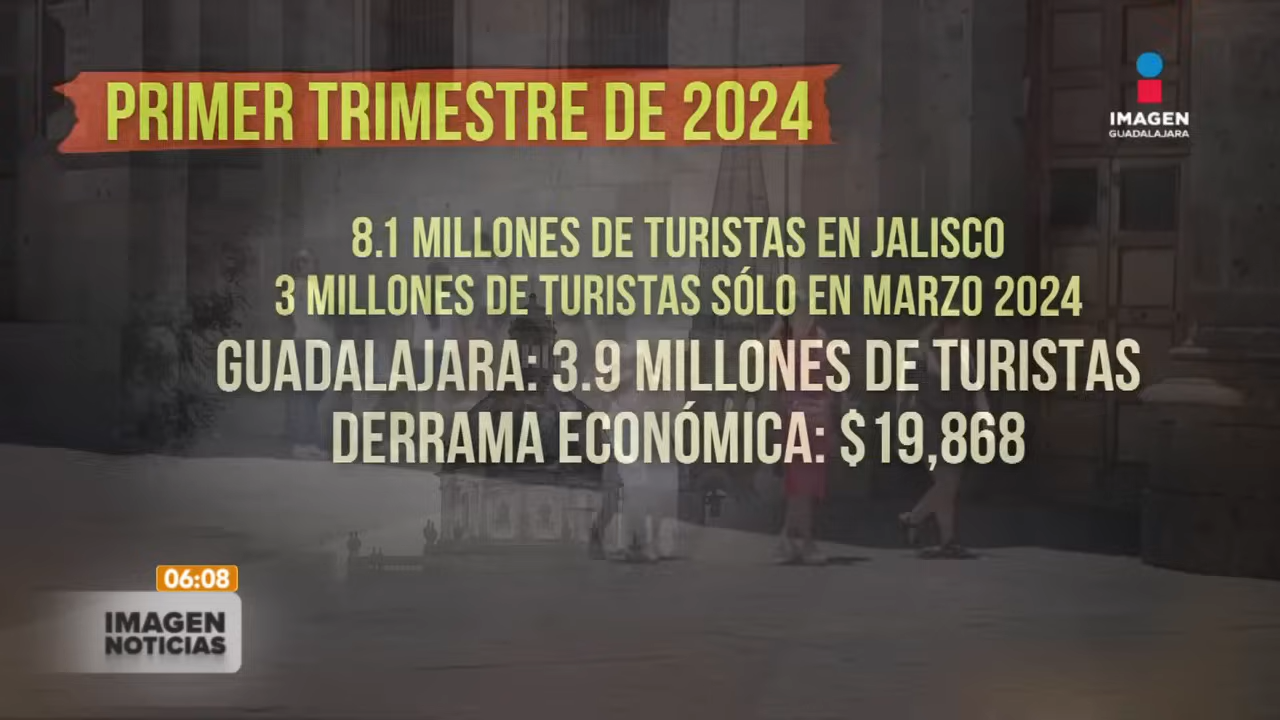 PRIMER TRIMESTRE DE 2024
IMAGEN
GUADALAJARA
8.1 MILLONES DE TURISTAS EN JALISCO
3 MILLONES DE TURISTAS SÓLO EN MARZO 2024
GUADALAJARA: 3.9 MILLONES DE TURISTAS
DERRAMA ECONÓMICA: $19,868
06:08
IMAGEN
NOTICIAS